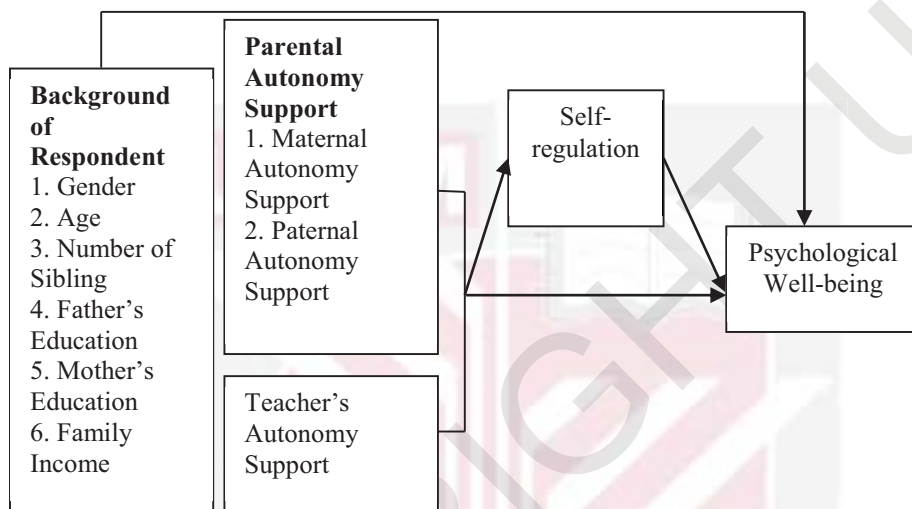 Background
of
Respondent
1. Gender
2. Age
3. Number of
Sibling
4. Father’s
Education
5. Mother’s
Education
6. Family
Income
Parental
Autonomy
Support
1. Maternal
Autonomy
Support
2. Paternal
Autonomy
Support
Teacher’s
Autonomy
Support
Self-
regulation
Psychological
Well-being